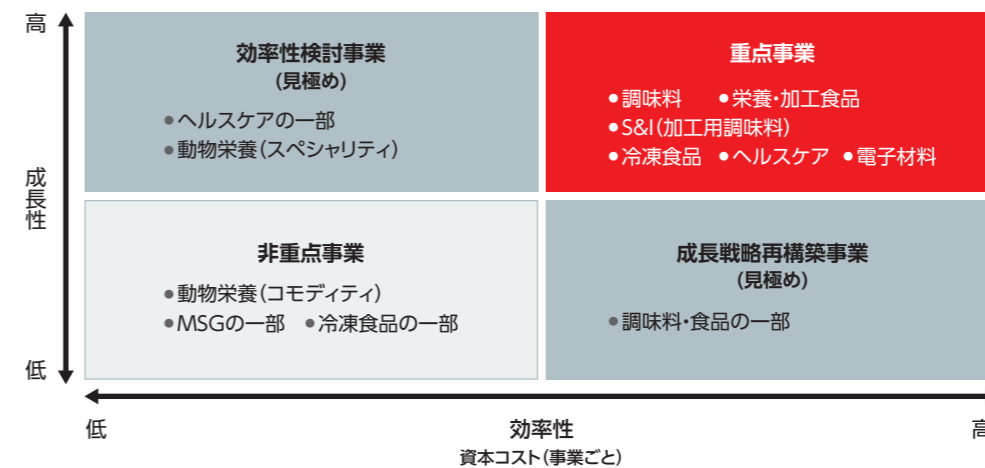 高
効率性検討事業
(見極め)
●ヘルスケアの一部
●動物栄養(スペシャリティ)
重点事業
●調味料 ●栄養・加工食品
●S&I(加工用調味料)
●冷凍食品 ●ヘルスケア ●電子材料
成長性
非重点事業
●動物栄養(コモディティ)
●MSGの一部 ●冷凍食品の一部
成長戦略再構築事業
(見極め)
●調味料・食品の一部
低
低
効率性
高
資本コスト(事業ごと)